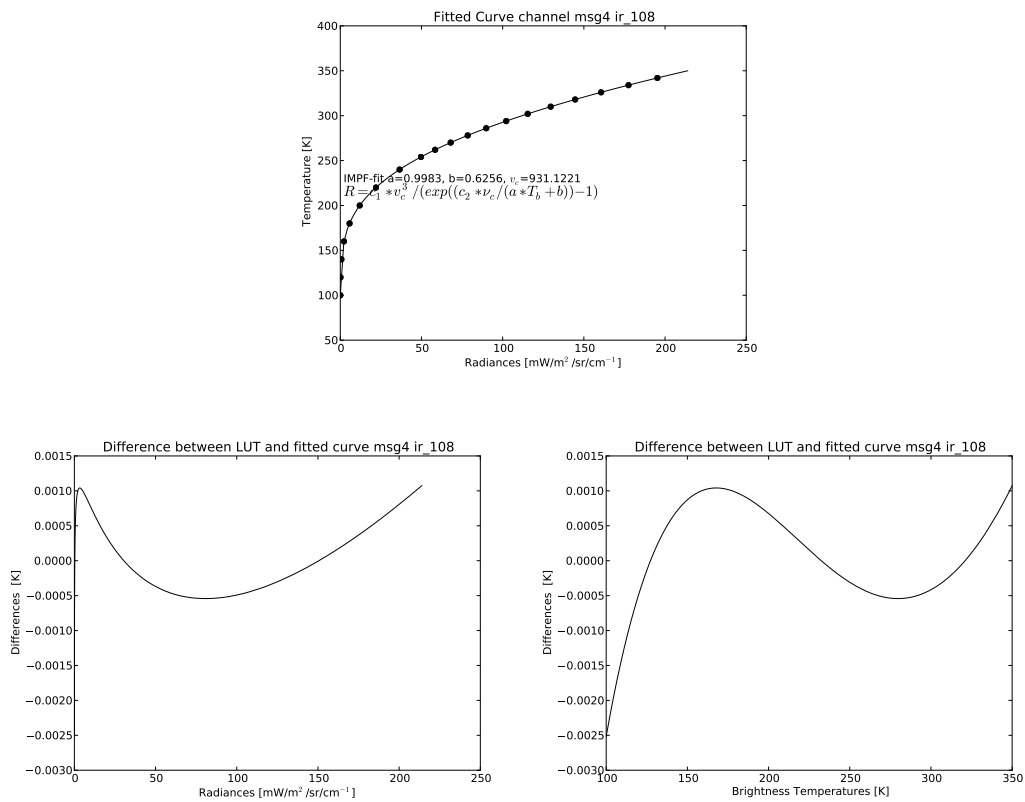 Fitted Curve channel msg4 ir_108
400
350
300
250
200
150
100
50
Temperature [K]
IMPF-fit a=0.9983, b=0.6256, v_c=931.1221
R=c_1*v_c^3/(exp((c_2*ν_c/(a*T_b+b))−1)
0 50 100 150 200 250
Radiances [mW/m² /sr/cm⁻¹]
Difference between LUT and fitted curve msg4 ir_108
0.0015
0.0010
0.0005
0.0000
−0.0005
−0.0010
−0.0015
−0.0020
−0.0025
−0.0030
Differences [K]
0 50 100 150 200 250
Radiances [mW/m² /sr/cm⁻¹]
Difference between LUT and fitted curve msg4 ir_108
0.0015
0.0010
0.0005
0.0000
−0.0005
−0.0010
−0.0015
−0.0020
−0.0025
−0.0030
Differences [K]
100 150 200 250 300 350
Brightness Temperatures [K]